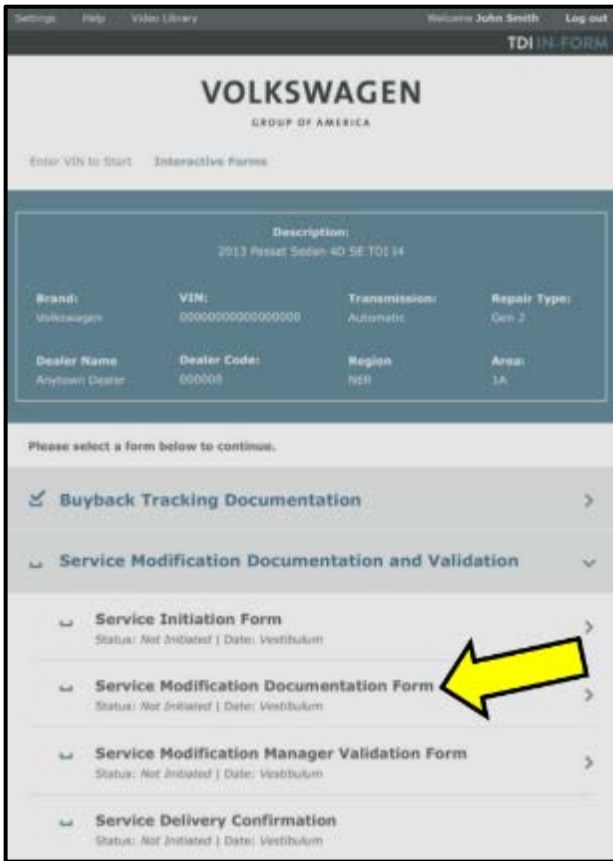 Settings Help Video Library Welcome John Smith Log out
TDI IN-FORM
VOLKSWAGEN
GROUP OF AMERICA
Enter VIN to Start Interactive Forms
Description:
2013 Passat Sedan 4D SE TDI I4
Brand: VIN: Transmission: Repair Type:
Volkswagen 00000000000000000 Automatic Gen 2
Dealer Name Dealer Code: Region Area:
Anytown Dealer 000000 NER 1A
Please select a form below to continue.
Buyback Tracking Documentation
Service Modification Documentation and Validation
Service Initiation Form
Status: Not Initiated | Date: Vestibulum
Service Modification Documentation Form
Status: Not Initiated | Date: Vestibulum
Service Modification Manager Validation Form
Status: Not Initiated | Date: Vestibulum
Service Delivery Confirmation
Status: Not Initiated | Date: Vestibulum